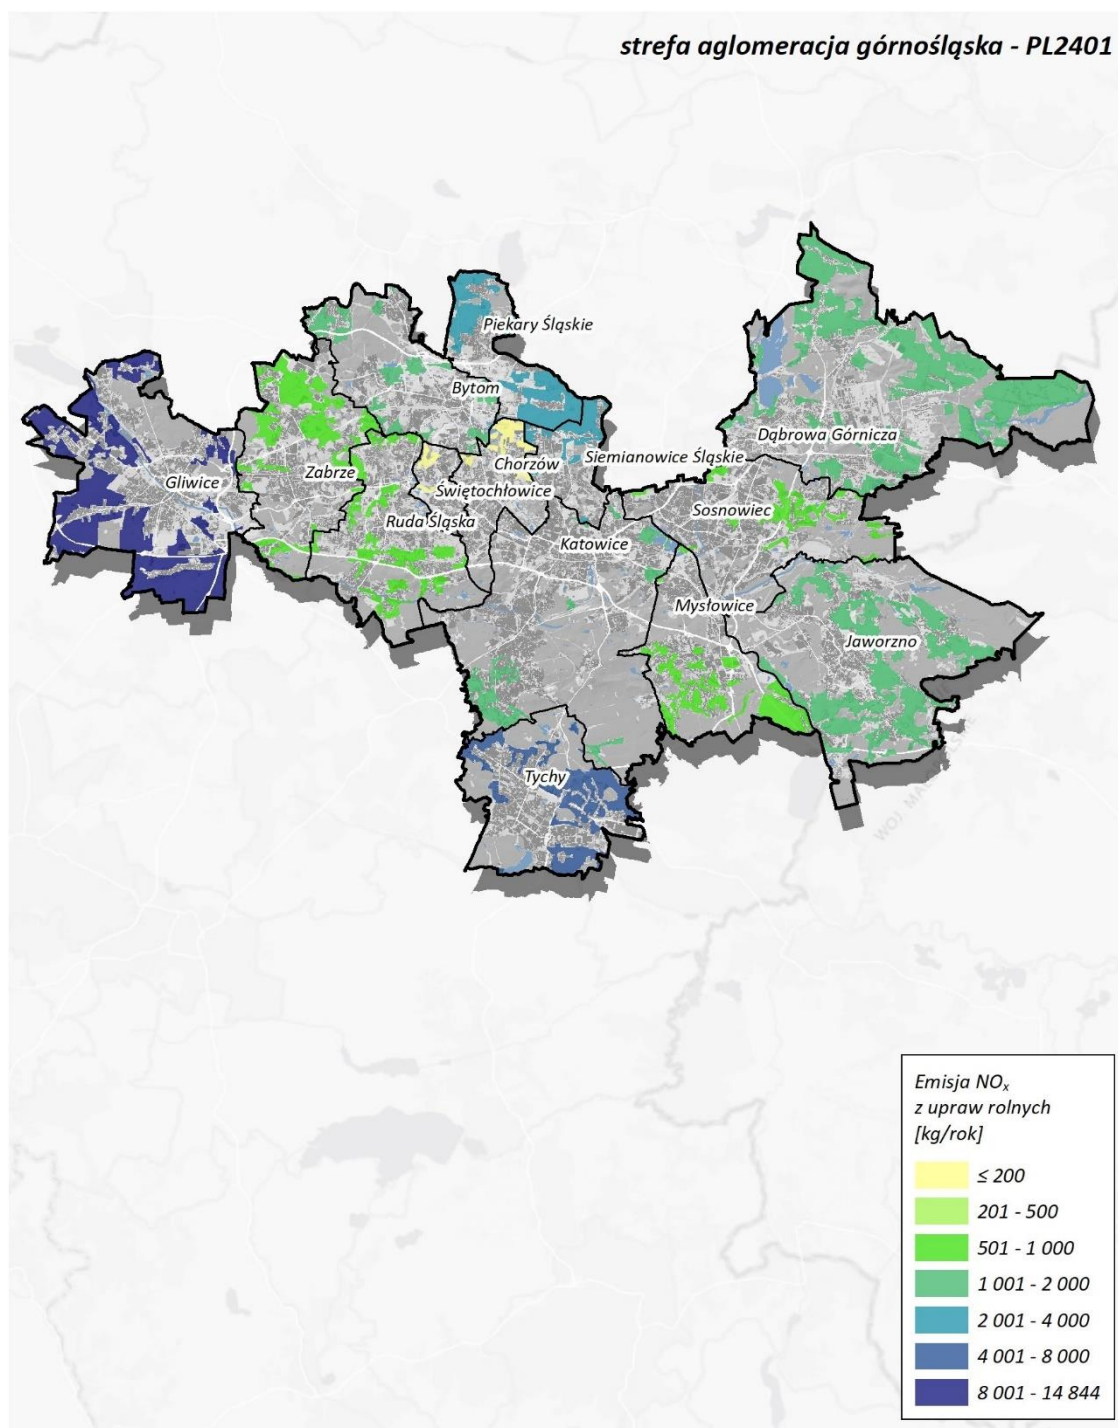 strefa aglomeracja górnośląska - PL2401
Piekary Śląskie
Bytom
Dąbrowa Górnicza
Siemianowice Śląskie
Chorzów
Zabrze
Gliwice
Świętochłowice
Sosnowiec
Ruda Śląska
Katowice
Mysłowice
Jaworzno
Tychy
Emisja NOₓ
z upraw rolnych
[kg/rok]
≤ 200
201 - 500
501 - 1 000
1 001 - 2 000
2 001 - 4 000
4 001 - 8 000
8 001 - 14 844